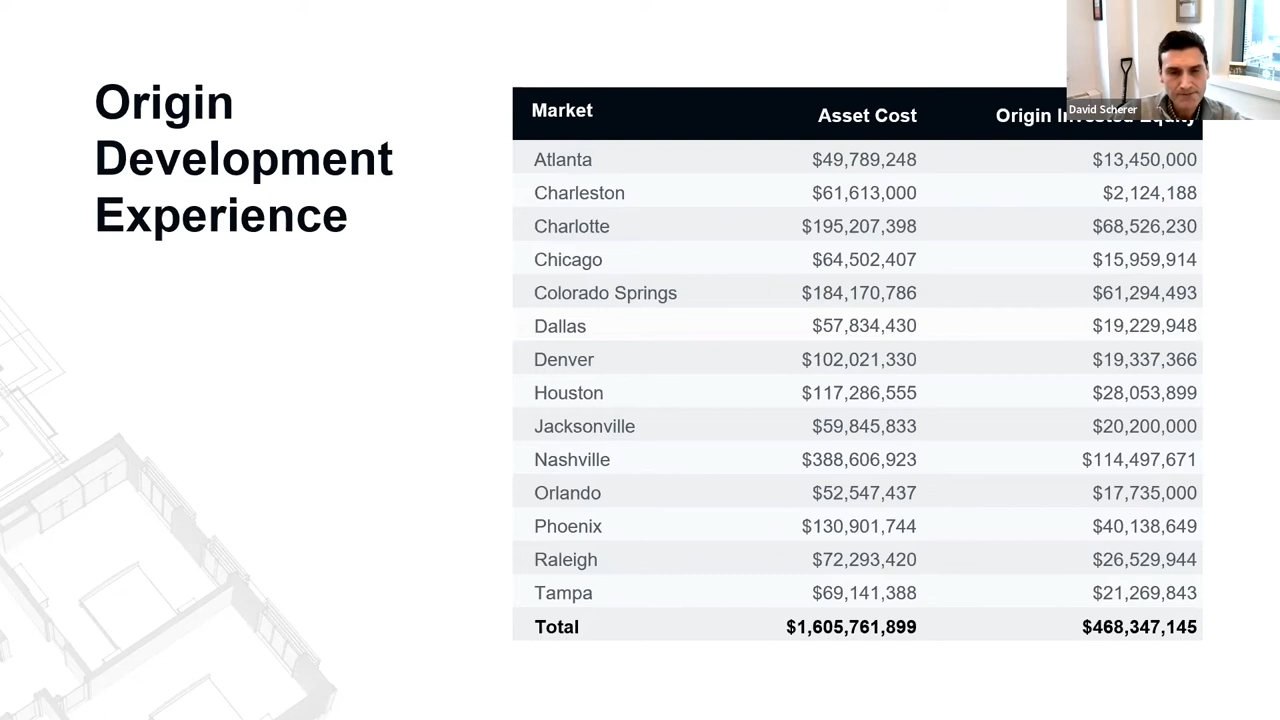 Origin
Development
Experience
David Scherer
Market Asset Cost Origin Invested Equity
Atlanta $49,789,248 $13,450,000
Charleston $61,613,000 $2,124,188
Charlotte $195,207,398 $68,526,230
Chicago $64,502,407 $15,959,914
Colorado Springs $184,170,786 $61,294,493
Dallas $57,834,430 $19,229,948
Denver $102,021,330 $19,337,366
Houston $117,286,555 $28,053,899
Jacksonville $59,845,833 $20,200,000
Nashville $388,606,923 $114,497,671
Orlando $52,547,437 $17,735,000
Phoenix $130,901,744 $40,138,649
Raleigh $72,293,420 $26,529,944
Tampa $69,141,388 $21,269,843
Total $1,605,761,899 $468,347,145